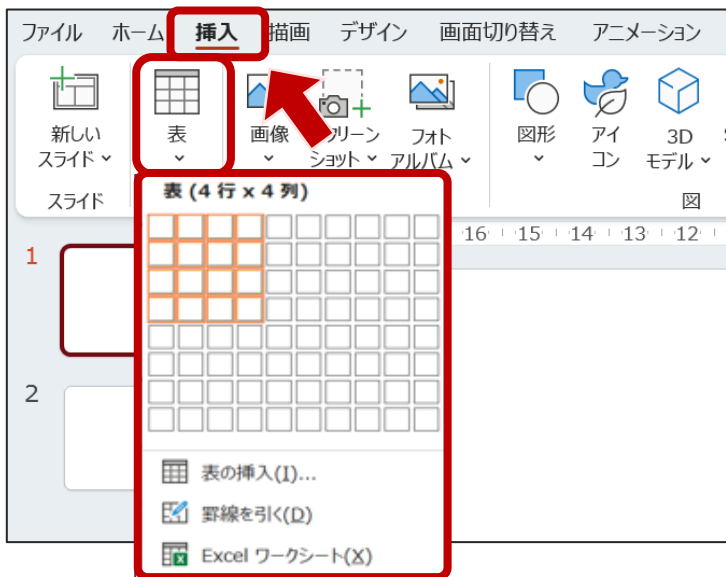 ファイル ホーム 挿入 描画 デザイン 画面切り替え アニメーション
新しい
スライド
表
画像
スクリーン
ショット
フォト
アルバム
図形
アイ
コン
3D
モデル
スライド
図
表 (4 行 x 4 列)
16 15 14 13 12
1
2
表の挿入(I)...
罫線を引く(D)
Excel ワークシート(X)